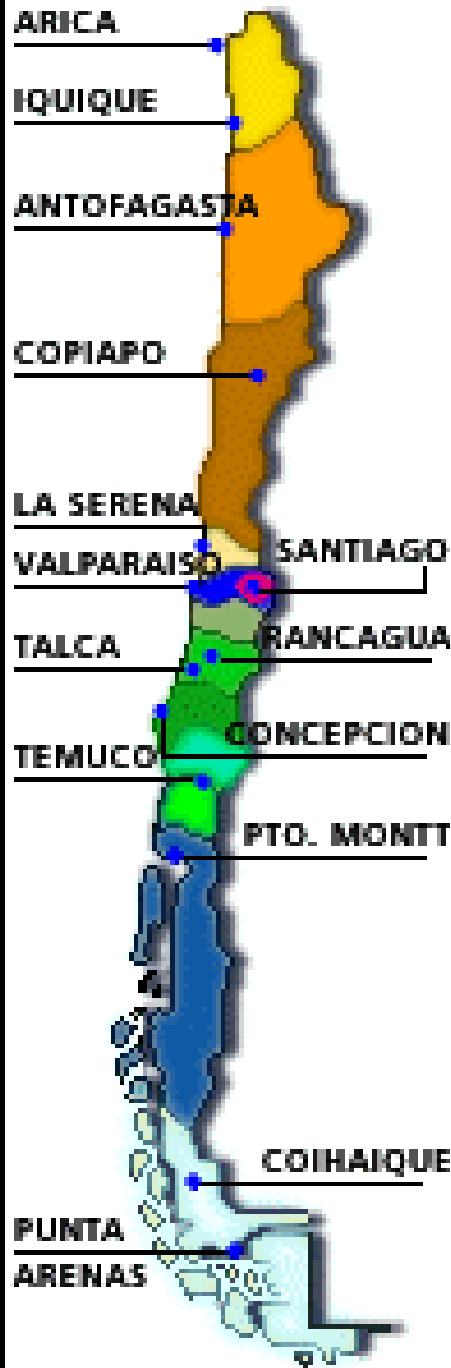 ARICA
IQUIQUE
ANTOFAGASTA
COPIAPO
LA SERENA
SANTIAGO
VALPARAISO
RANCAGUA
TALCA
CONCEPCION
TEMUCO
PTO. MONTT
COIHAIQUE
PUNTA
ARENAS